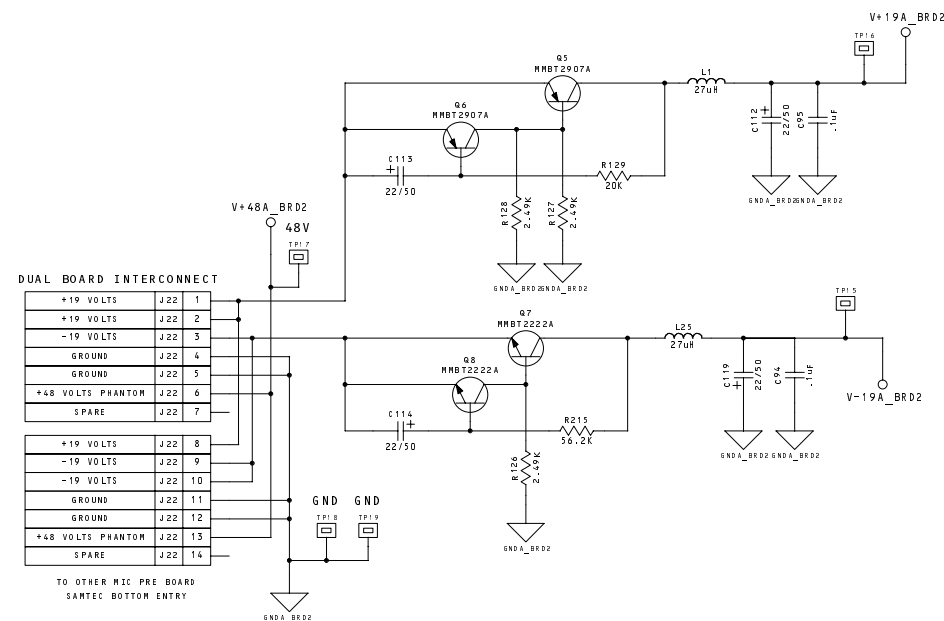 V+19A_BRD2
TP16
Q5
MMBT2907A
L1
27uH
Q6
MMBT2907A
C112
22/50
C95
.1uF
C113
22/50
R129
20K
GNDA_BRD2
GNDA_BRD2
V+48A_BRD2
48V
TP17
R128
2.49K
R127
2.49K
GNDA_BRD2
GNDA_BRD2
DUAL BOARD INTERCONNECT
+19 VOLTS J22 1
+19 VOLTS J22 2
-19 VOLTS J22 3
GROUND J22 4
GROUND J22 5
+48 VOLTS PHANTOM J22 6
SPARE J22 7
TP15
Q7
MMBT2222A
L25
27uH
Q8
MMBT2222A
C119
22/50
C94
.1uF
V-19A_BRD2
C114
22/50
R215
56.2K
GNDA_BRD2
GNDA_BRD2
+19 VOLTS J22 8
-19 VOLTS J22 9
-19 VOLTS J22 10
GROUND J22 11
GROUND J22 12
+48 VOLTS PHANTOM J22 13
SPARE J22 14
R126
2.49K
GND GND
TP18 TP19
GNDA_BRD2
TO OTHER MIC PRE BOARD
SAMTEC BOTTOM ENTRY
GNDA_BRD2